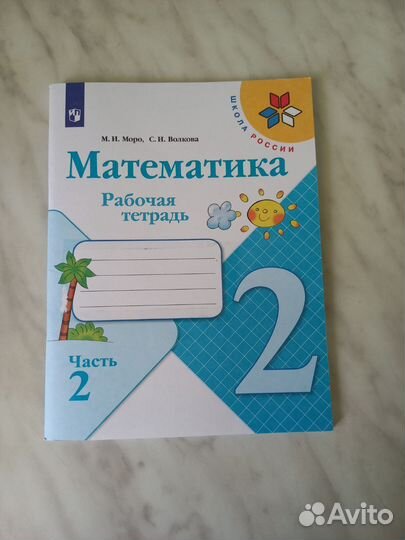 М. И. Моро, С. И. Волкова
ШКОЛА РОССИИ
Математика
Рабочая
тетрадь
2
Часть
2
Avito